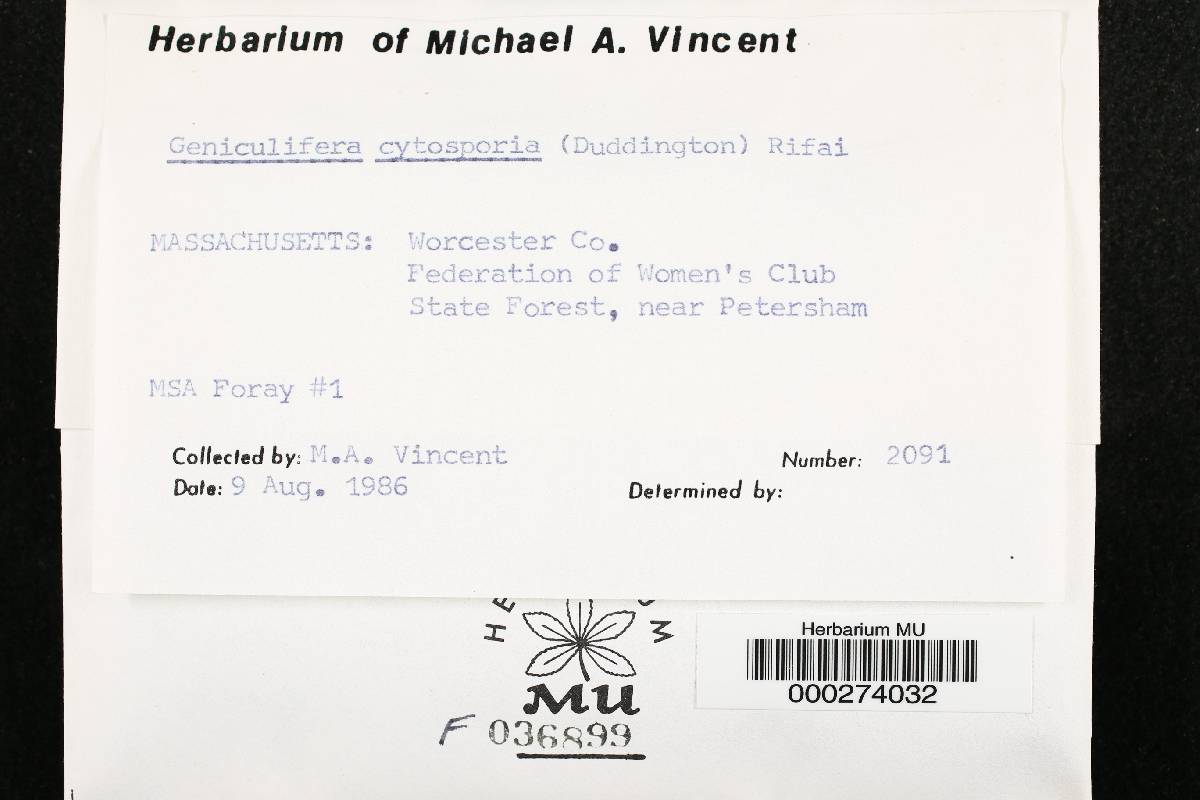 Herbarium of Michael A. Vincent
Geniculifera cytosporia (Duddington) Rifai
MASSACHUSETTS: Worcester Co.
Federation of Women's Club
State Forest, near Petersham
MSA Foray #1
Collected by: M.A. Vincent
Number: 2091
Date: 9 Aug. 1986
Determined by:
MU
F 036899
Herbarium MU
000274032